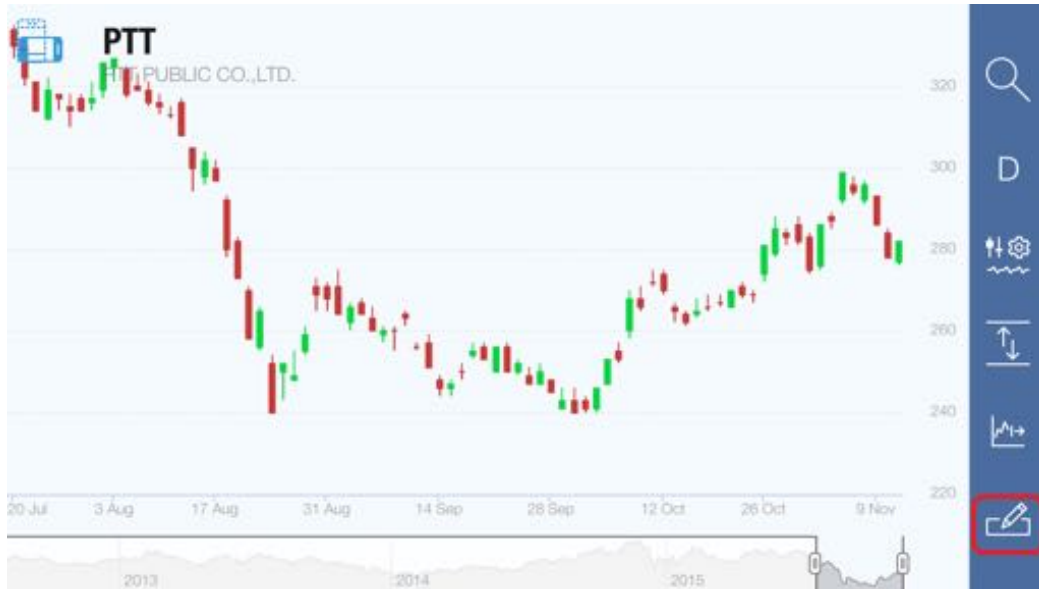 PTT
PTT PUBLIC CO.,LTD.
320
300
D
280
260
240
220
20 Jul
3 Aug
17 Aug
31 Aug
14 Sep
28 Sep
12 Oct
26 Oct
9 Nov
2013
2014
2015